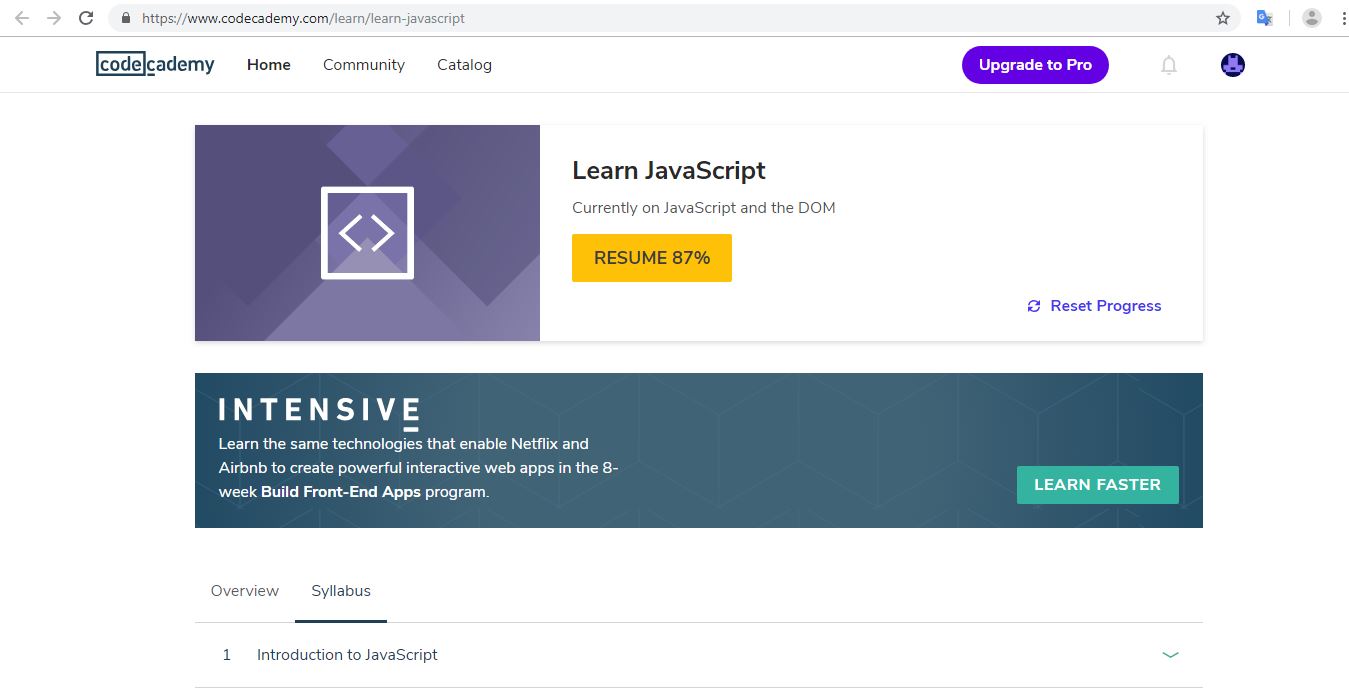 https://www.codecademy.com/learn/learn-javascript
codecademy Home Community Catalog Upgrade to Pro
Learn JavaScript
Currently on JavaScript and the DOM
RESUME 87%
Reset Progress
INTENSIVE
Learn the same technologies that enable Netflix and
Airbnb to create powerful interactive web apps in the 8-
week Build Front-End Apps program.
LEARN FASTER
Overview Syllabus
1 Introduction to JavaScript